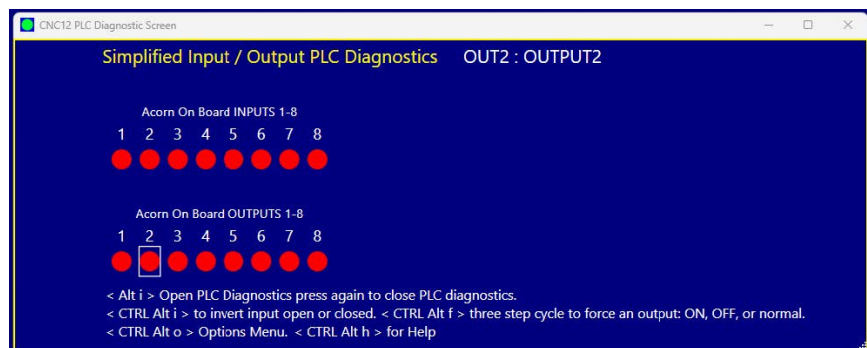 CNC12 PLC Diagnostic Screen
Simplified Input / Output PLC Diagnostics OUT2 : OUTPUT2
Acorn On Board INPUTS 1-8
1 2 3 4 5 6 7 8
Acorn On Board OUTPUTS 1-8
1 2 3 4 5 6 7 8
< Alt i > Open PLC Diagnostics press again to close PLC diagnostics.
< CTRL Alt i > to invert input open or closed. < CTRL Alt f > three step cycle to force an output: ON, OFF, or normal.
< CTRL Alt o > Options Menu. < CTRL Alt h > for Help